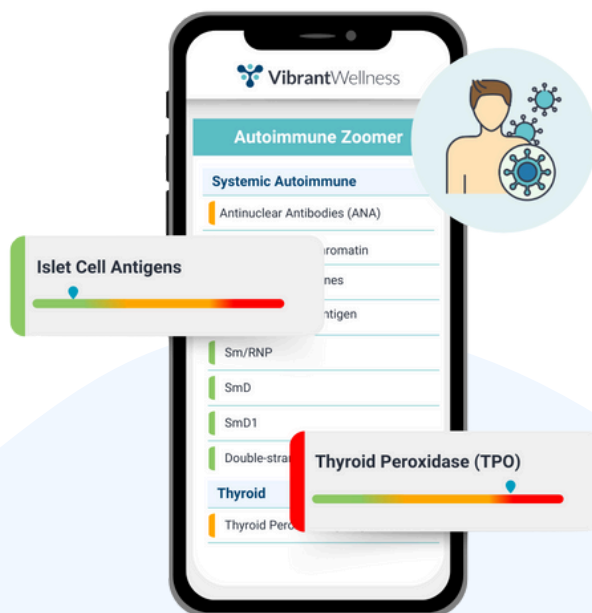 VibrantWellness
Autoimmune Zoomer
Systemic Autoimmune
Antinuclear Antibodies (ANA)
Islet Cell Antigens
Sm/RNP
SmD
SmD1
Thyroid Peroxidase (TPO)
Thyroid
Thyroid